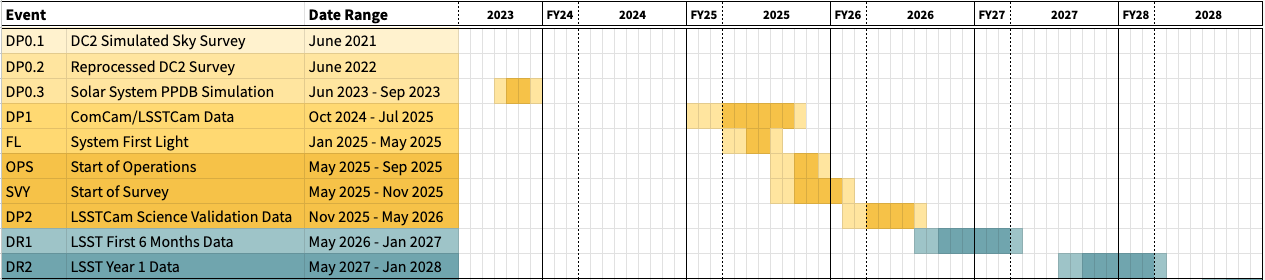 Event Date Range 2023 FY24 2024 FY25 2025 FY26 2026 FY27 2027 FY28 2028
DP0.1 DC2 Simulated Sky Survey June 2021
DP0.2 Reprocessed DC2 Survey June 2022
DP0.3 Solar System PPDB Simulation Jun 2023 - Sep 2023
DP1 ComCam/LSSTCam Data Oct 2024 - Jul 2025
FL System First Light Jan 2025 - May 2025
OPS Start of Operations May 2025 - Sep 2025
SVY Start of Survey May 2025 - Nov 2025
DP2 LSSTCam Science Validation Data Nov 2025 - May 2026
DR1 LSST First 6 Months Data May 2026 - Jan 2027
DR2 LSST Year 1 Data May 2027 - Jan 2028